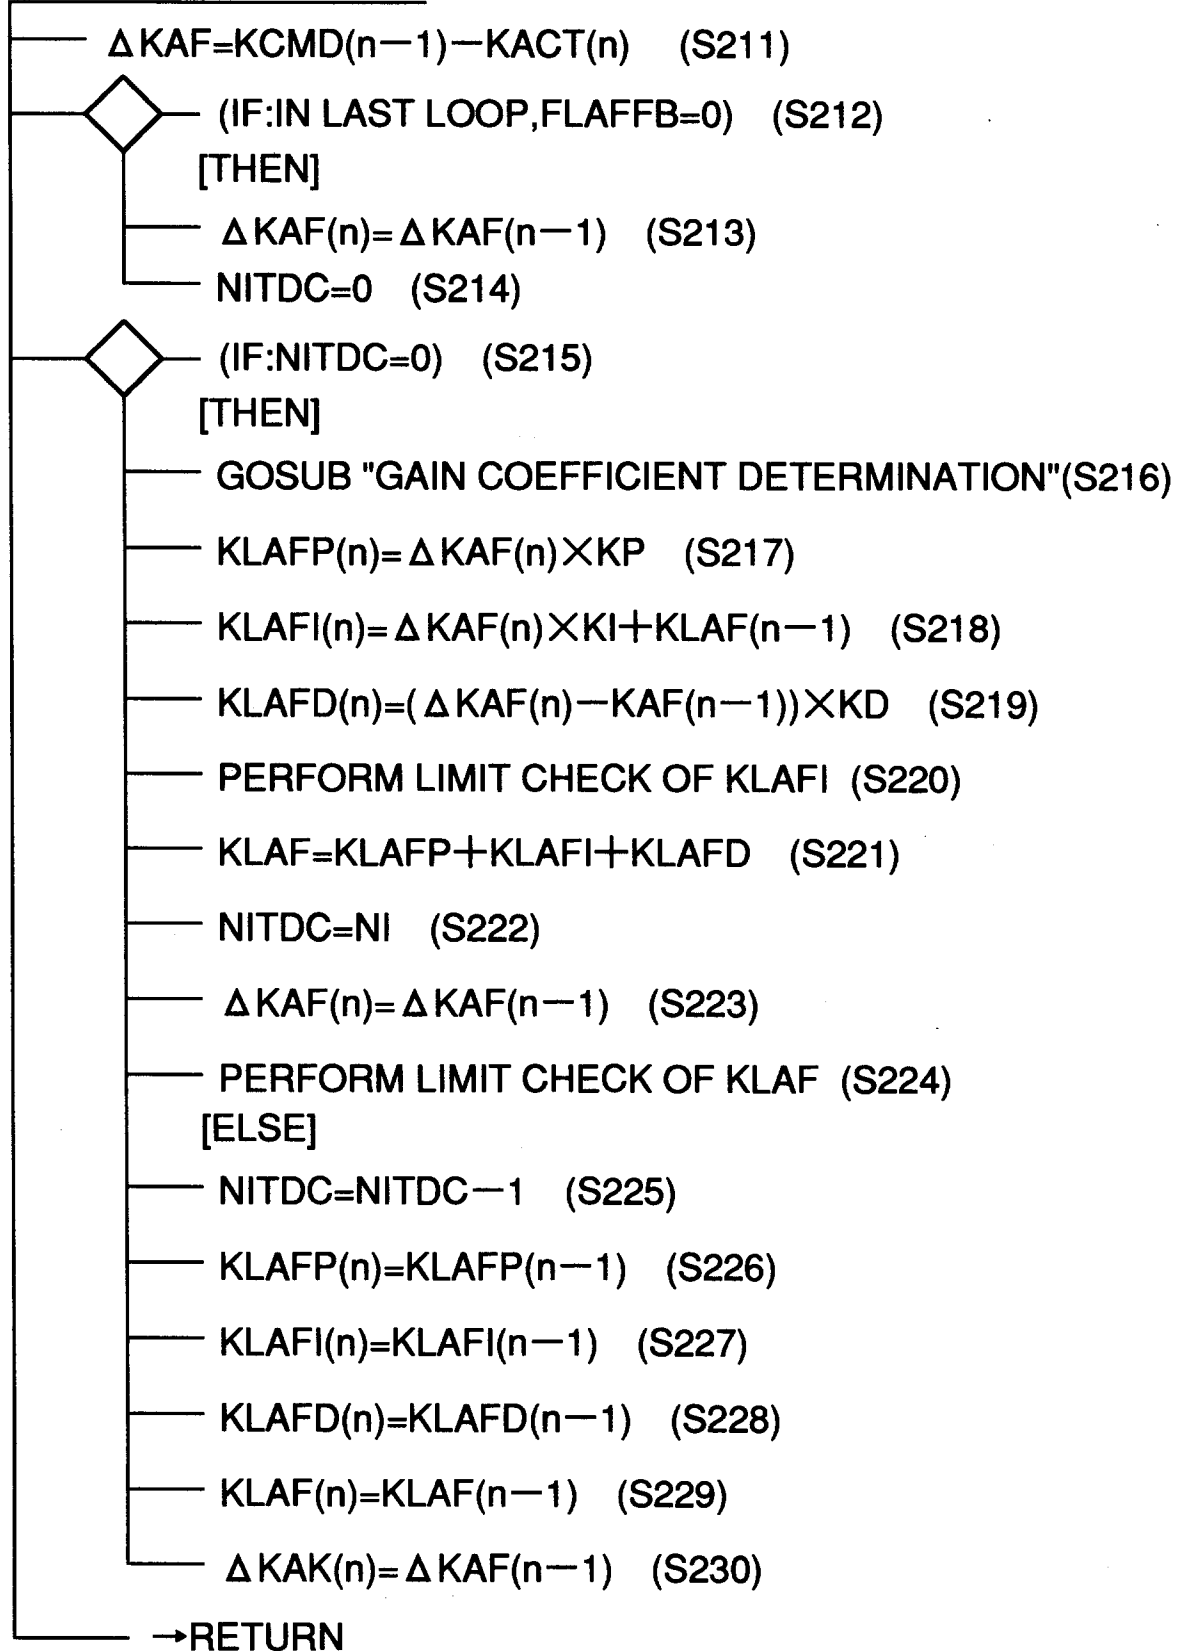 ΔKAF=KCMD(n−1)−KACT(n) (S211)
(IF:IN LAST LOOP,FLAFFB=0) (S212)
[THEN]
ΔKAF(n)=ΔKAF(n−1) (S213)
NITDC=0 (S214)
(IF:NITDC=0) (S215)
[THEN]
GOSUB "GAIN COEFFICIENT DETERMINATION"(S216)
KLAFP(n)=ΔKAF(n)×KP (S217)
KLAFI(n)=ΔKAF(n)×KI+KLAF(n−1) (S218)
KLAFD(n)=(ΔKAF(n)−KAF(n−1))×KD (S219)
PERFORM LIMIT CHECK OF KLAFI (S220)
KLAF=KLAFP+KLAFI+KLAFD (S221)
NITDC=NI (S222)
ΔKAF(n)=ΔKAF(n−1) (S223)
PERFORM LIMIT CHECK OF KLAF (S224)
[ELSE]
NITDC=NITDC−1 (S225)
KLAFP(n)=KLAFP(n−1) (S226)
KLAFI(n)=KLAFI(n−1) (S227)
KLAFD(n)=KLAFD(n−1) (S228)
KLAF(n)=KLAF(n−1) (S229)
ΔKAK(n)=ΔKAF(n−1) (S230)
→RETURN